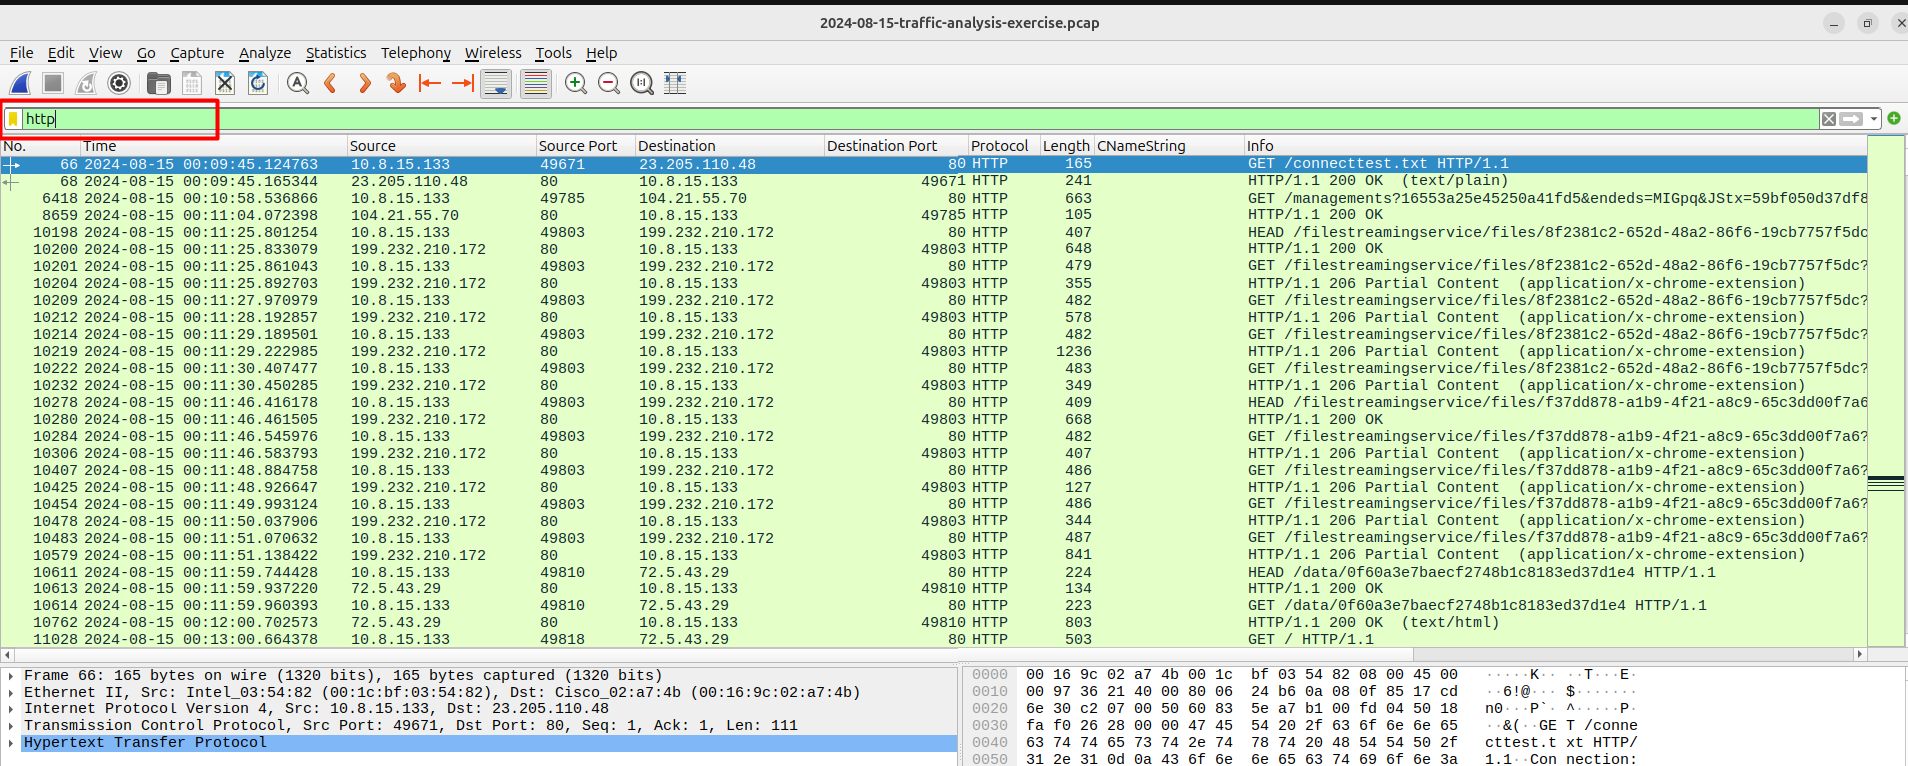 2024-08-15-traffic-analysis-exercise.pcap
File Edit View Go Capture Analyze Statistics Telephony Wireless Tools Help
http
No. Time Source Source Port Destination Destination Port Protocol Length CNameString Info
66 2024-08-15 00:09:45.124763 10.8.15.133 49671 23.205.110.48 80 HTTP 165 GET /connecttest.txt HTTP/1.1
68 2024-08-15 00:09:45.165344 23.205.110.48 80 10.8.15.133 49671 HTTP 241 HTTP/1.1 200 OK (text/plain)
6418 2024-08-15 00:10:58.536866 10.8.15.133 49785 104.21.55.70 80 HTTP 663 GET /managements?16553a25e45250a41fd5&endeds=MIGpq&JStx=59bf050d37df8
8659 2024-08-15 00:11:04.072398 104.21.55.70 80 10.8.15.133 49785 HTTP 105 HTTP/1.1 200 OK
10198 2024-08-15 00:11:25.801254 10.8.15.133 49803 199.232.210.172 80 HTTP 407 HEAD /filestreamingservice/files/8f2381c2-652d-48a2-86f6-19cb7757f5dc
10200 2024-08-15 00:11:25.833079 199.232.210.172 80 10.8.15.133 49803 HTTP 648 HTTP/1.1 200 OK
10201 2024-08-15 00:11:25.861043 10.8.15.133 49803 199.232.210.172 80 HTTP 479 GET /filestreamingservice/files/8f2381c2-652d-48a2-86f6-19cb7757f5dc?
10204 2024-08-15 00:11:25.892703 199.232.210.172 80 10.8.15.133 49803 HTTP 355 HTTP/1.1 206 Partial Content (application/x-chrome-extension)
10209 2024-08-15 00:11:27.970979 10.8.15.133 49803 199.232.210.172 80 HTTP 482 GET /filestreamingservice/files/8f2381c2-652d-48a2-86f6-19cb7757f5dc?
10212 2024-08-15 00:11:28.192857 199.232.210.172 80 10.8.15.133 49803 HTTP 578 HTTP/1.1 206 Partial Content (application/x-chrome-extension)
10214 2024-08-15 00:11:29.189501 10.8.15.133 49803 199.232.210.172 80 HTTP 482 GET /filestreamingservice/files/8f2381c2-652d-48a2-86f6-19cb7757f5dc?
10219 2024-08-15 00:11:29.222985 199.232.210.172 80 10.8.15.133 49803 HTTP 1236 HTTP/1.1 206 Partial Content (application/x-chrome-extension)
10222 2024-08-15 00:11:30.407477 10.8.15.133 49803 199.232.210.172 80 HTTP 483 GET /filestreamingservice/files/8f2381c2-652d-48a2-86f6-19cb7757f5dc?
10232 2024-08-15 00:11:30.450285 199.232.210.172 80 10.8.15.133 49803 HTTP 349 HTTP/1.1 206 Partial Content (application/x-chrome-extension)
10278 2024-08-15 00:11:46.416178 10.8.15.133 49803 199.232.210.172 80 HTTP 409 HEAD /filestreamingservice/files/f37dd878-a1b9-4f21-a8c9-65c3dd00f7a6
10280 2024-08-15 00:11:46.461505 199.232.210.172 80 10.8.15.133 49803 HTTP 668 HTTP/1.1 200 OK
10284 2024-08-15 00:11:46.545976 10.8.15.133 49803 199.232.210.172 80 HTTP 482 GET /filestreamingservice/files/f37dd878-a1b9-4f21-a8c9-65c3dd00f7a6?
10306 2024-08-15 00:11:46.583793 199.232.210.172 80 10.8.15.133 49803 HTTP 407 HTTP/1.1 206 Partial Content (application/x-chrome-extension)
10407 2024-08-15 00:11:48.884758 10.8.15.133 49803 199.232.210.172 80 HTTP 486 GET /filestreamingservice/files/f37dd878-a1b9-4f21-a8c9-65c3dd00f7a6?
10425 2024-08-15 00:11:48.926647 199.232.210.172 80 10.8.15.133 49803 HTTP 127 HTTP/1.1 206 Partial Content (application/x-chrome-extension)
10454 2024-08-15 00:11:49.993124 10.8.15.133 49803 199.232.210.172 80 HTTP 486 GET /filestreamingservice/files/f37dd878-a1b9-4f21-a8c9-65c3dd00f7a6?
10478 2024-08-15 00:11:50.037906 199.232.210.172 80 10.8.15.133 49803 HTTP 344 HTTP/1.1 206 Partial Content (application/x-chrome-extension)
10483 2024-08-15 00:11:51.070632 10.8.15.133 49803 199.232.210.172 80 HTTP 487 GET /filestreamingservice/files/f37dd878-a1b9-4f21-a8c9-65c3dd00f7a6?
10579 2024-08-15 00:11:51.138422 199.232.210.172 80 10.8.15.133 49803 HTTP 841 HTTP/1.1 206 Partial Content (application/x-chrome-extension)
10611 2024-08-15 00:11:59.744428 10.8.15.133 49810 72.5.43.29 80 HTTP 224 HEAD /data/0f60a3e7baecf2748b1c8183ed37d1e4 HTTP/1.1
10613 2024-08-15 00:11:59.937220 72.5.43.29 80 10.8.15.133 49810 HTTP 134 HTTP/1.1 200 OK
10614 2024-08-15 00:11:59.960393 10.8.15.133 49810 72.5.43.29 80 HTTP 223 GET /data/0f60a3e7baecf2748b1c8183ed37d1e4 HTTP/1.1
10762 2024-08-15 00:12:00.702573 72.5.43.29 80 10.8.15.133 49810 HTTP 803 HTTP/1.1 200 OK (text/html)
11028 2024-08-15 00:13:00.664378 10.8.15.133 49818 72.5.43.29 80 HTTP 503 GET / HTTP/1.1
Frame 66: 165 bytes on wire (1320 bits), 165 bytes captured (1320 bits)
Ethernet II, Src: Intel_03:54:82 (00:1c:bf:03:54:82), Dst: Cisco_02:a7:4b (00:16:9c:02:a7:4b)
Internet Protocol Version 4, Src: 10.8.15.133, Dst: 23.205.110.48
Transmission Control Protocol, Src Port: 49671, Dst Port: 80, Seq: 1, Ack: 1, Len: 111
Hypertext Transfer Protocol
0000 00 16 9c 02 a7 4b 00 1c bf 03 54 82 08 00 45 00 ·····K·· ··T···E·
0010 00 97 36 21 40 00 80 06 24 b6 0a 08 0f 85 17 cd ··6!@··· $·······
0020 6e 30 c2 07 00 50 60 83 5e a7 b1 00 fd 04 50 18 n0···P`· ^·····P·
0030 fa f0 26 28 00 00 47 45 54 20 2f 63 6f 6e 6e 65 ··&(··GE T /conne
0040 63 74 74 65 73 74 2e 74 78 74 20 48 54 54 50 2f cttest.t xt HTTP/
0050 31 2e 31 0d 0a 43 6f 6e 6e 65 63 74 69 6f 6e 3a 1.1··Con nection: